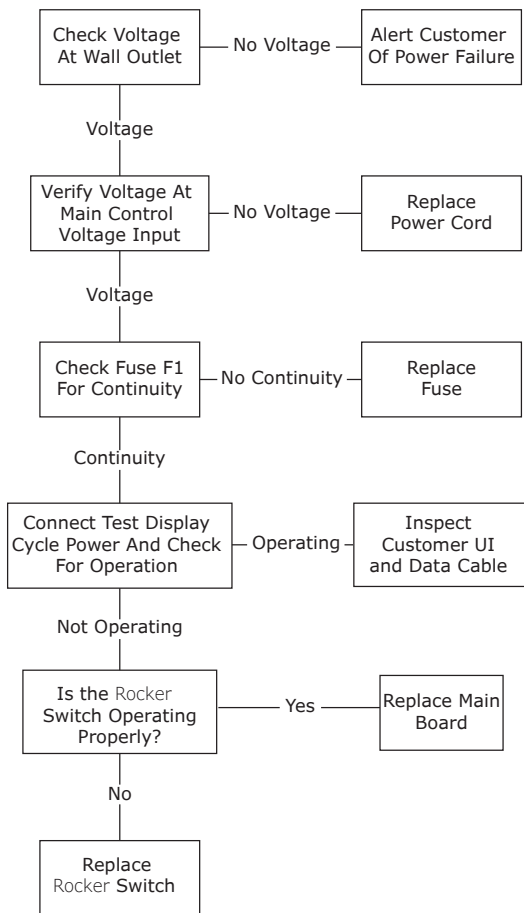 Check Voltage
At Wall Outlet
No Voltage
Alert Customer
Of Power Failure
Voltage
Verify Voltage At
Main Control
Voltage Input
No Voltage
Replace
Power Cord
Voltage
Check Fuse F1
For Continuity
No Continuity
Replace
Fuse
Continuity
Connect Test Display
Cycle Power And Check
For Operation
Operating
Inspect
Customer UI
and Data Cable
Not Operating
Is the Rocker
Switch Operating
Properly?
Yes
Replace Main
Board
No
Replace
Rocker Switch